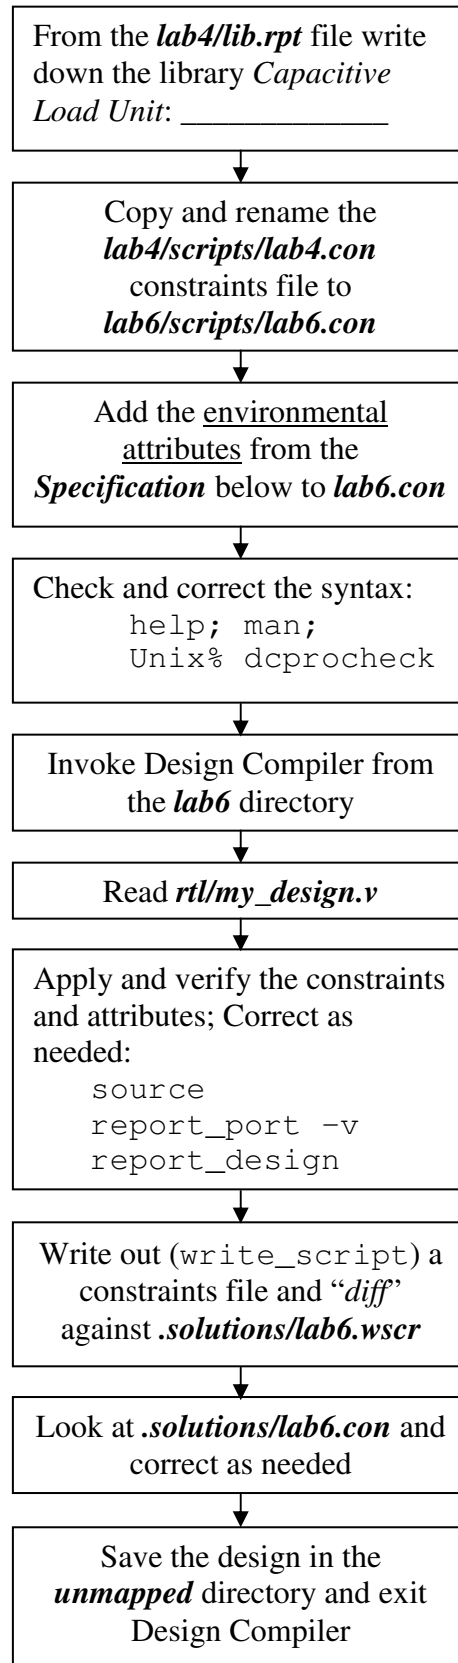 From the lab4/lib.rpt file write
down the library Capacitive
Load Unit: _____________
Copy and rename the
lab4/scripts/lab4.con
constraints file to
lab6/scripts/lab6.con
Add the environmental
attributes from the
Specification below to lab6.con
Check and correct the syntax:
help; man;
Unix% dcprocheck
Invoke Design Compiler from
the lab6 directory
Read rtl/my_design.v
Apply and verify the constraints
and attributes; Correct as
needed:
source
report_port –v
report_design
Write out (write_script) a
constraints file and “diff”
against .solutions/lab6.wscr
Look at .solutions/lab6.con and
correct as needed
Save the design in the
unmapped directory and exit
Design Compiler